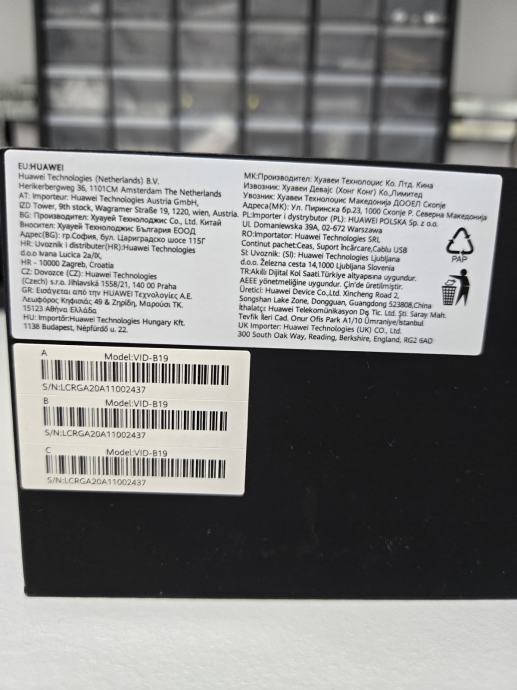 EU:HUAWEI
Huawei Technologies (Netherlands) B.V.
Herikerbergweg 36, 1101CM Amsterdam The Netherlands
AT: Importeur: Huawei Technologies Austria GmbH,
IZD Tower, 9th stock, Wagramer Straße 19, 1220, wien, Austria.
BG: Производител: Хуауей Технолоджис Co., Ltd. Китай
Вносител: Хуауей Технолоджис България ЕООД
Адрес(BG): гр.София, бул. Цариградско шосе 115Г
HR: Uvoznik i distributer(HR):Huawei Technologies
d.o.o Ivana Lucica 2a/IX,
HR - 10000 Zagreb, Croatia
CZ: Dovozce (CZ): Huawei Technologies
(Czech) s.r.o. Jihlavská 1558/21, 140 00 Praha
GR: Εισάγεται από την HUAWEI Τεχνολογίες Α.Ε.
Λεωφόρος Κηφισιάς 49 & Ζηρίδη, Μαρούσι ΤΚ.
15123 Αθήνα Ελλάδα
HU: Importőr:Huawei Technologies Hungary Kft.
1138 Budapest, Népfürdő u. 22.
МК:Производител: Хуавеи Технолоџис Ко. Лтд. Кина
Извозник: Хуавеи Девајс (Хонг Конг) Ко.,Лимитед
Увозник: Хуавеи Технолоџис Македонија ДООЕЛ Скопје
Адреса(МК): Ул. Пиринска бр.23, 1000 Скопје Р. Северна Македонија
PL:Importer i dystrybutor (PL): HUAWEI POLSKA Sp. z o.o.
Ul. Domaniewska 39A, 02-672 Warszawa
RO:Importator: Huawei Technologies SRL
Continut pachet:Ceas, Suport încărcare,Cablu USB
SI: Uvoznik: (SI): Huawei Technologies Ljubljana
d.o.o. Železna cesta 14,1000 Ljubljana Slovenia
TR:Akıllı Dijital Kol Saati.Türkiye altyapısına uygundur.
AEEE yönetmeliğine uygundur. Çin'de üretilmiştir.
Üretici: Huawei Device Co.,Ltd. Xincheng Road 2,
Songshan Lake Zone, Dongguan, Guangdong 523808,China
İthalatçı: Huawei Telekomünikasyon Dış Tic. Ltd. Şti. Saray Mah.
Tevfik İleri Cad. Onur Ofis Park A1/10 Ümraniye/İstanbul
UK Importer: Huawei Technologies (UK) CO., Ltd.
300 South Oak Way, Reading, Berkshire, England, RG2 6AD
PAP
A Model:VID-B19
S/N:LCRGA20A11002437
B Model:VID-B19
S/N:LCRGA20A11002437
C Model:VID-B19
S/N:LCRGA20A11002437